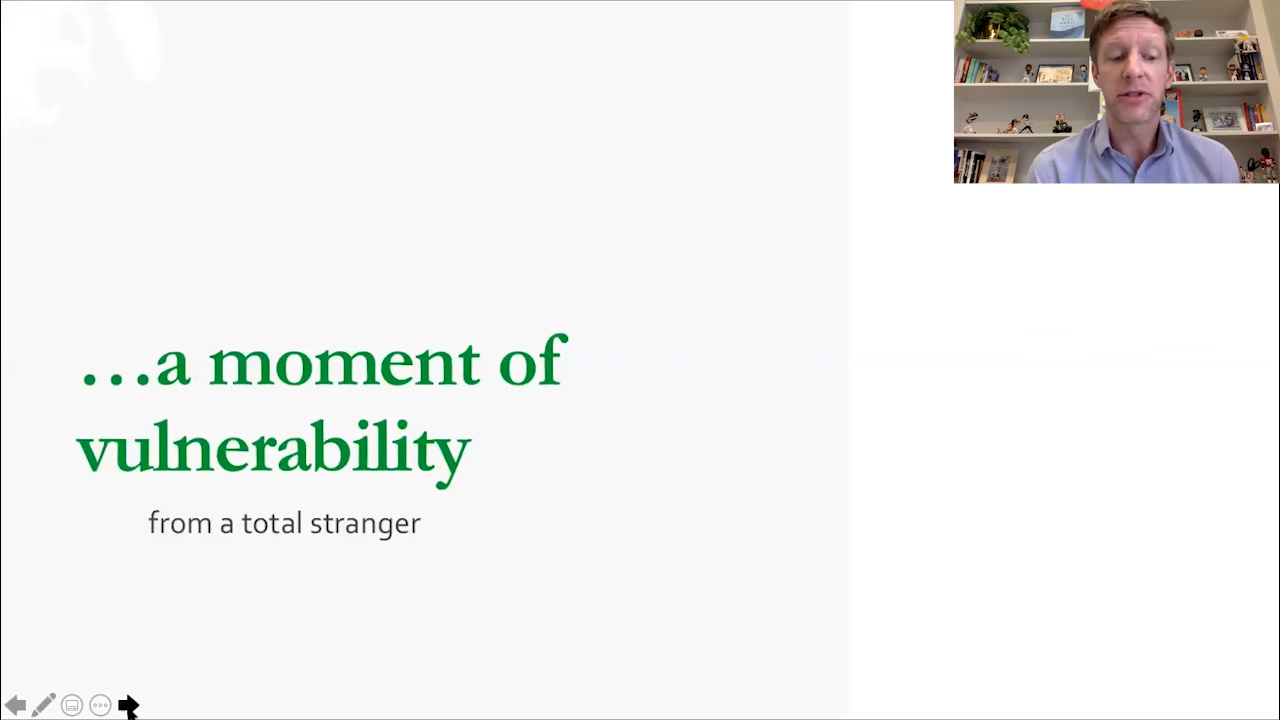 …a moment of
vulnerability
from a total stranger